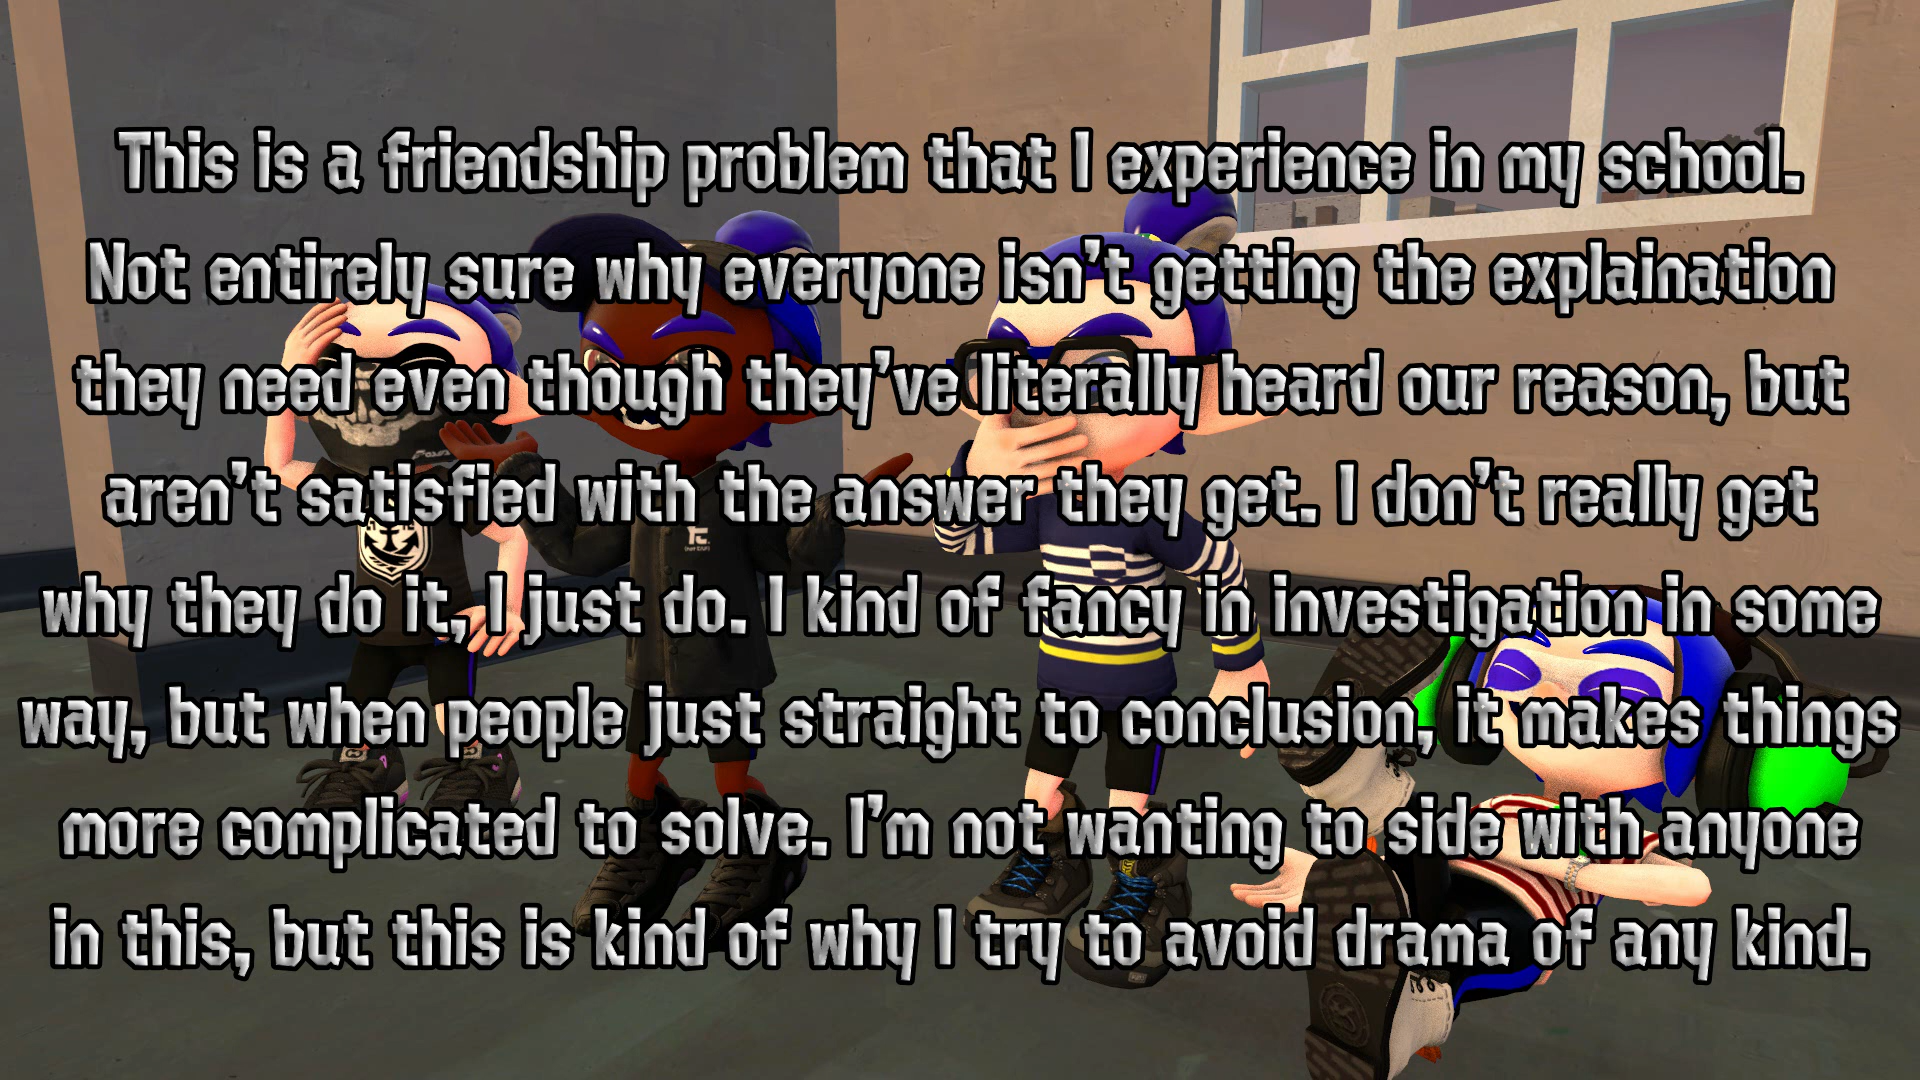 This is a friendship problem that I experience in my school.
Not entirely sure why everyone isn't getting the explaination
they need even though they've literally heard our reason, but
aren't satisfied with the answer they get. I don't really get
why they do it, I just do. I kind of fancy in investigation in some
way, but when people just straight to conclusion, it makes things
more complicated to solve. I'm not wanting to side with anyone
in this, but this is kind of why I try to avoid drama of any kind.